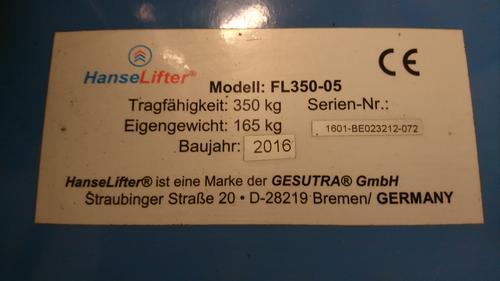 HanseLifter®
CE
Modell: FL350-05
Tragfähigkeit: 350 kg Serien-Nr.:
Eigengewicht: 165 kg 1601-BE023212-072
Baujahr: 2016
HanseLifter® ist eine Marke der GESUTRA® GmbH
Straubinger Straße 20 • D-28219 Bremen/ GERMANY